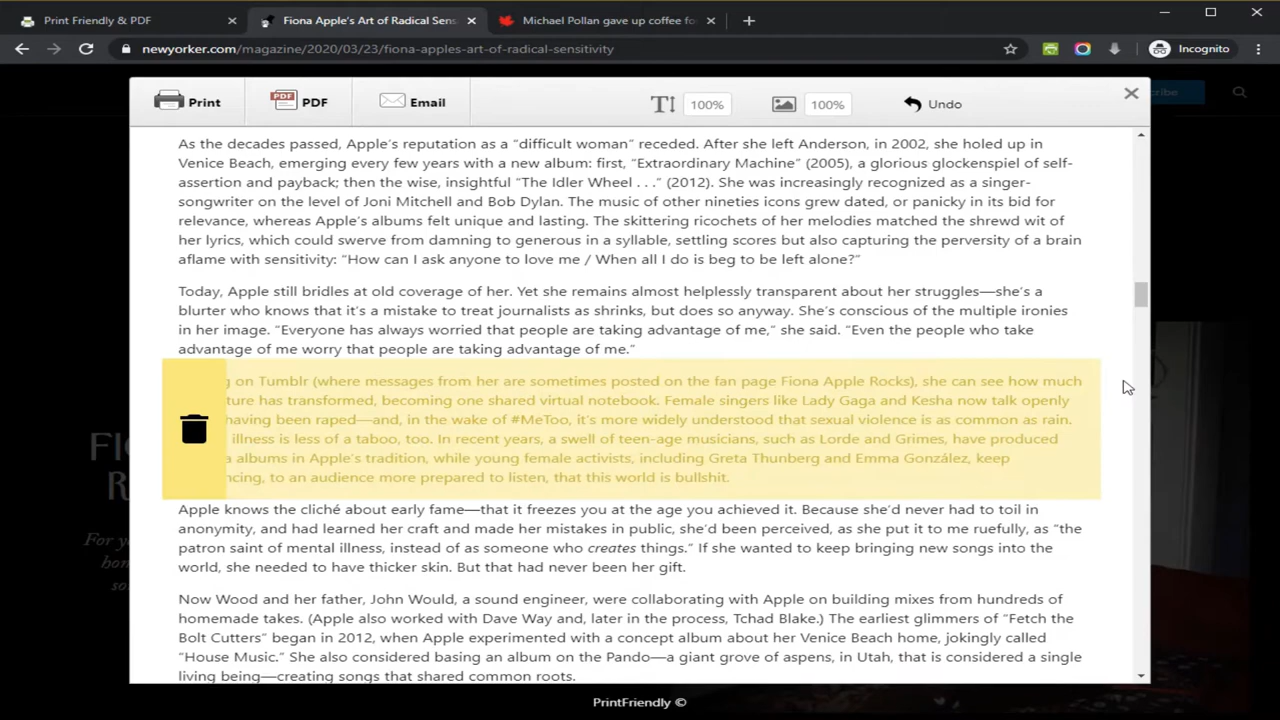 Print Friendly & PDF
Fiona Apple's Art of Radical Sens
Michael Pollan gave up coffee fo
newyorker.com/magazine/2020/03/23/fiona-apples-art-of-radical-sensitivity
Incognito
Print
PDF
PDF
Email
100%
100%
Undo
As the decades passed, Apple's reputation as a “difficult woman” receded. After she left Anderson, in 2002, she holed up in
Venice Beach, emerging every few years with a new album: first, “Extraordinary Machine” (2005), a glorious glockenspiel of self-
assertion and payback; then the wise, insightful “The Idler Wheel . . .” (2012). She was increasingly recognized as a singer-
songwriter on the level of Joni Mitchell and Bob Dylan. The music of other nineties icons grew dated, or panicky in its bid for
relevance, whereas Apple's albums felt unique and lasting. The skittering ricochets of her melodies matched the shrewd wit of
her lyrics, which could swerve from damning to generous in a syllable, settling scores but also capturing the perversity of a brain
aflame with sensitivity: “How can I ask anyone to love me / When all I do is beg to be left alone?”
Today, Apple still bridles at old coverage of her. Yet she remains almost helplessly transparent about her struggles—she's a
blurter who knows that it's a mistake to treat journalists as shrinks, but does so anyway. She's conscious of the multiple ironies
in her image. “Everyone has always worried that people are taking advantage of me,” she said. “Even the people who take
advantage of me worry that people are taking advantage of me.”
g on Tumblr (where messages from her are sometimes posted on the fan page Fiona Apple Rocks), she can see how much
ture has transformed, becoming one shared virtual notebook. Female singers like Lady Gaga and Kesha now talk openly
having been raped—and, in the wake of #MeToo, it's more widely understood that sexual violence is as common as rain.
illness is less of a taboo, too. In recent years, a swell of teen-age musicians, such as Lorde and Grimes, have produced
a albums in Apple's tradition, while young female activists, including Greta Thunberg and Emma González, keep
ncing, to an audience more prepared to listen, that this world is bullshit.
Apple knows the cliché about early fame—that it freezes you at the age you achieved it. Because she'd never had to toil in
anonymity, and had learned her craft and made her mistakes in public, she'd been perceived, as she put it to me ruefully, as “the
patron saint of mental illness, instead of as someone who creates things.” If she wanted to keep bringing new songs into the
world, she needed to have thicker skin. But that had never been her gift.
Now Wood and her father, John Would, a sound engineer, were collaborating with Apple on building mixes from hundreds of
homemade takes. (Apple also worked with Dave Way and, later in the process, Tchad Blake.) The earliest glimmers of “Fetch the
Bolt Cutters” began in 2012, when Apple experimented with a concept album about her Venice Beach home, jokingly called
“House Music.” She also considered basing an album on the Pando—a giant grove of aspens, in Utah, that is considered a single
living being—creating songs that shared common roots.
PrintFriendly ©